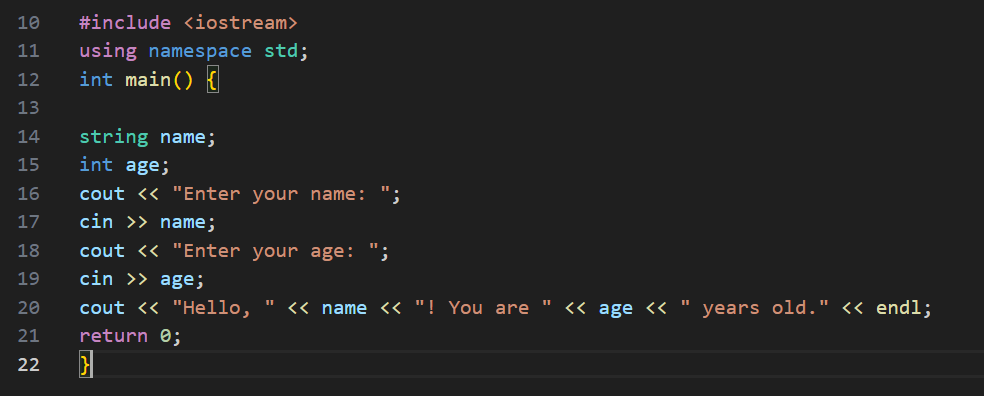 10 #include <iostream>
11 using namespace std;
12 int main() {
13
14 string name;
15 int age;
16 cout << "Enter your name: ";
17 cin >> name;
18 cout << "Enter your age: ";
19 cin >> age;
20 cout << "Hello, " << name << "! You are " << age << " years old." << endl;
21 return 0;
22 }